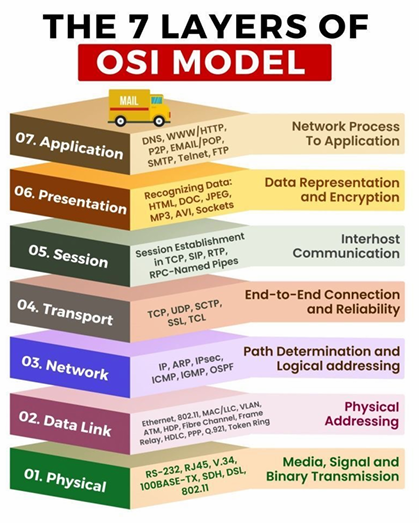 THE 7 LAYERS OF
OSI MODEL
MAIL
07. Application
DNS, WWW/HTTP,
P2P, EMAIL/POP,
SMTP, Telnet, FTP
Network Process
To Application
06. Presentation
Recognizing Data:
HTML, DOC, JPEG,
MP3, AVI, Sockets
Data Representation
and Encryption
05. Session
Session Establishment
in TCP, SIP, RTP,
RPC-Named Pipes
Interhost
Communication
04. Transport
TCP, UDP, SCTP,
SSL, TCL
End-to-End Connection
and Reliability
03. Network
IP, ARP, IPsec,
ICMP, IGMP, OSPF
Path Determination and
Logical addressing
02. Data Link
Ethernet, 802.11, MAC/LLC, VLAN,
ATM, HDP, Fibre Channel, Frame
Relay, HDLC, PPP, Q.921, Token Ring
Physical
Addressing
01. Physical
RS-232, RJ45, V.34,
100BASE-TX, SDH, DSL,
802.11
Media, Signal and
Binary Transmission